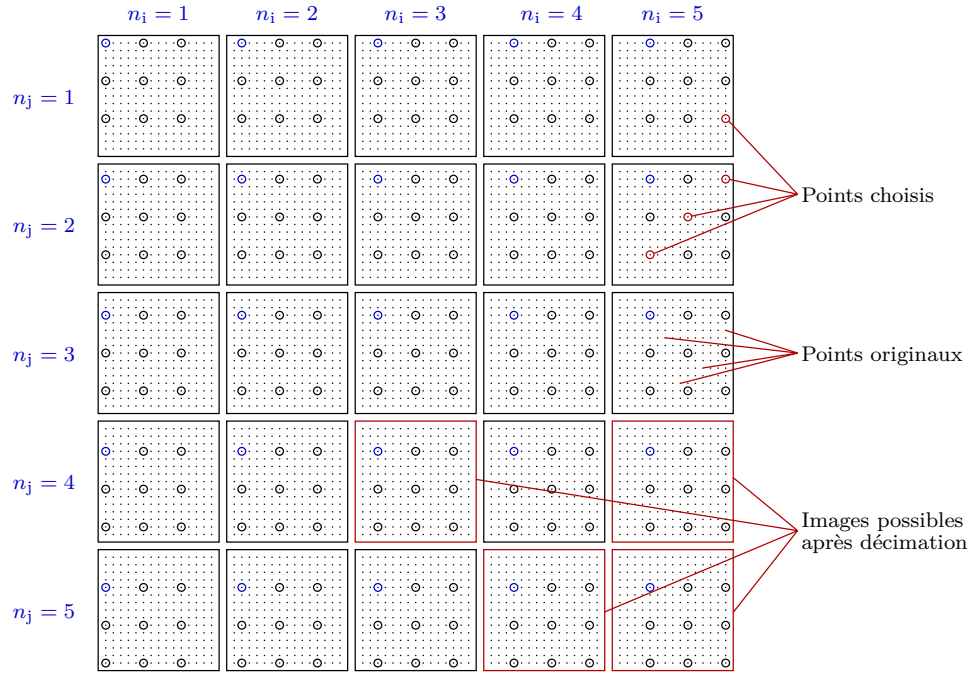 n_i = 1
n_i = 2
n_i = 3
n_i = 4
n_i = 5
n_j = 1
n_j = 2
Points choisis
n_j = 3
Points originaux
n_j = 4
Images possibles
après décimation
n_j = 5